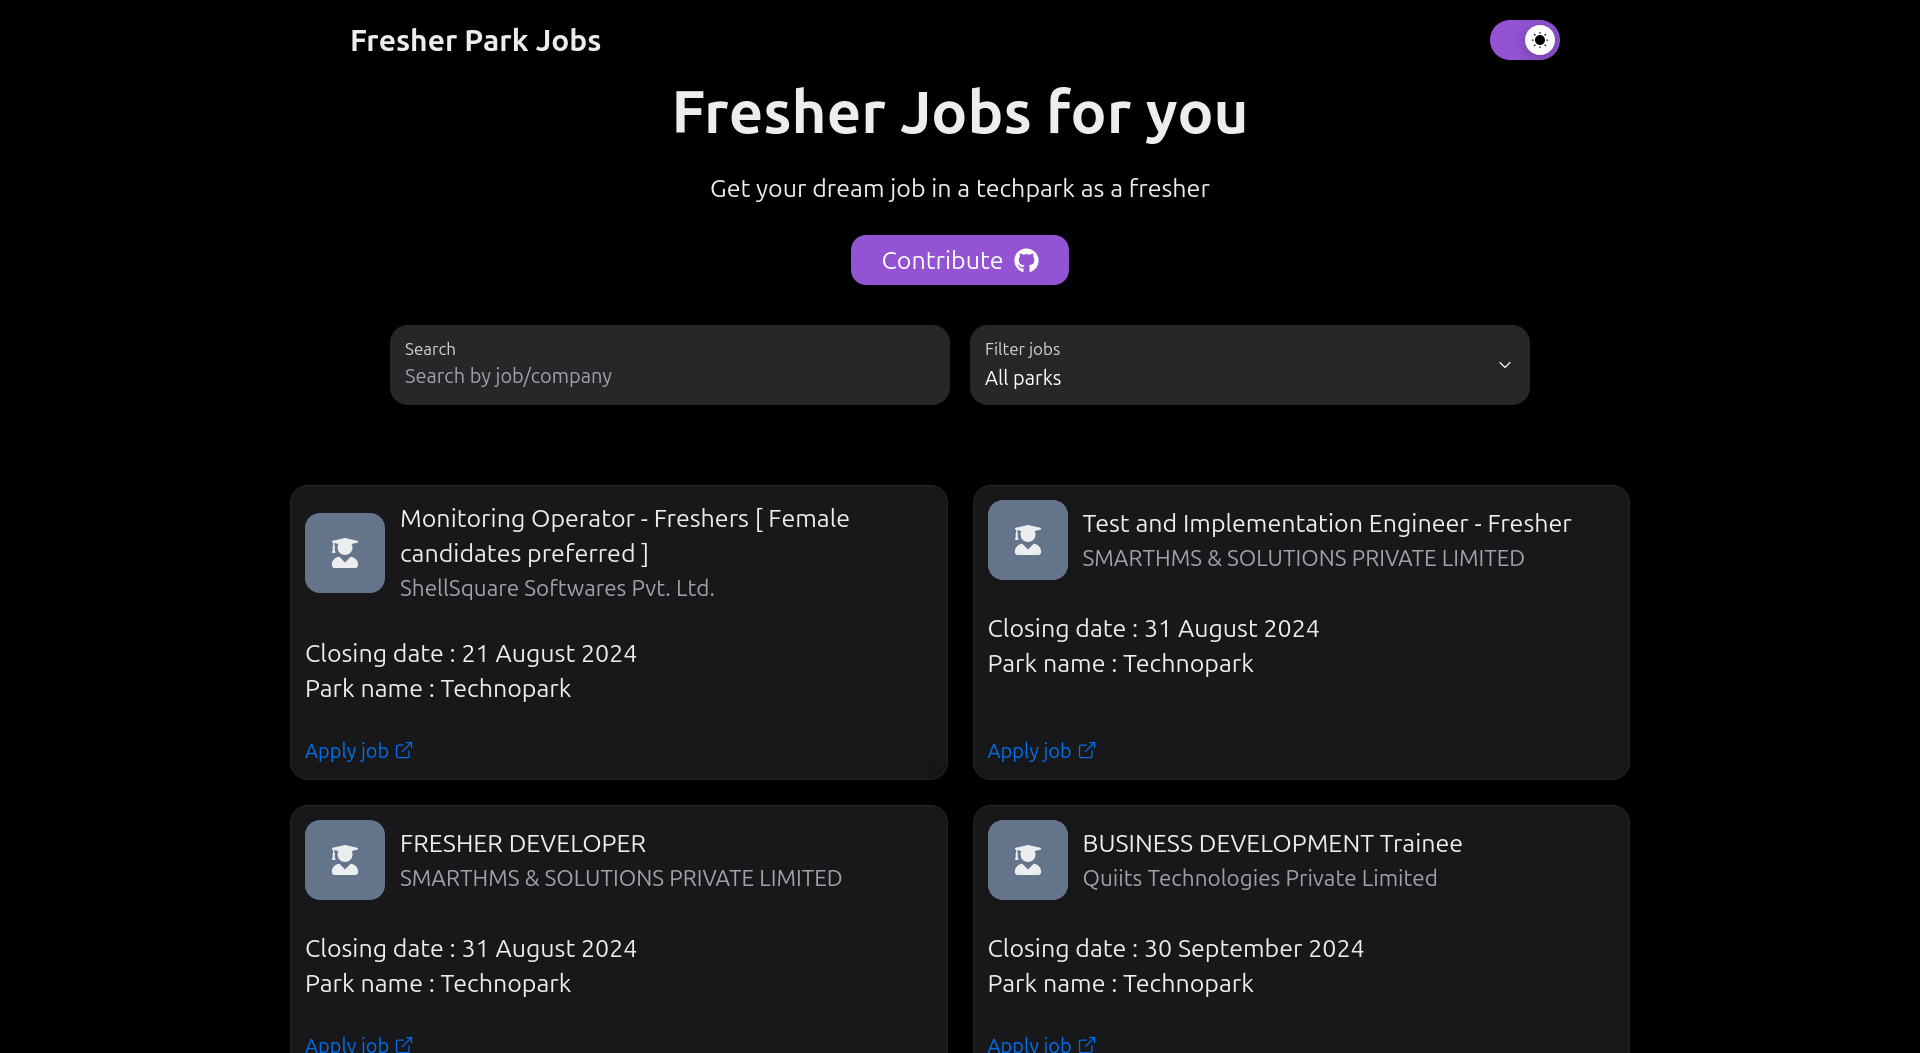 Fresher Park Jobs
Fresher Jobs for you
Get your dream job in a techpark as a fresher
Contribute
Search
Search by job/company
Filter jobs
All parks
Monitoring Operator - Freshers [ Female
candidates preferred ]
ShellSquare Softwares Pvt. Ltd.
Closing date : 21 August 2024
Park name : Technopark
Apply job
Test and Implementation Engineer - Fresher
SMARTHMS & SOLUTIONS PRIVATE LIMITED
Closing date : 31 August 2024
Park name : Technopark
Apply job
FRESHER DEVELOPER
SMARTHMS & SOLUTIONS PRIVATE LIMITED
Closing date : 31 August 2024
Park name : Technopark
Apply job
BUSINESS DEVELOPMENT Trainee
Quiits Technologies Private Limited
Closing date : 30 September 2024
Park name : Technopark
Apply job